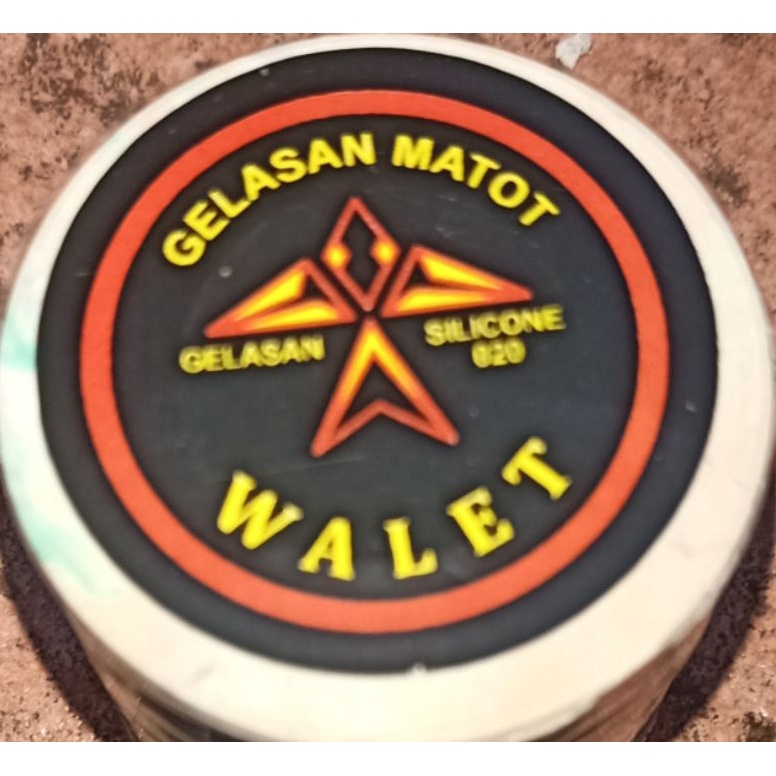 GELASAN MATOT
GELASAN
SILICONE
020
WALET